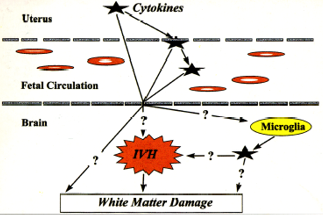 Cytokines
Uterus
Fetal Circulation
Brain
?
?
Microglia
?
IVH
?
?
White Matter Damage